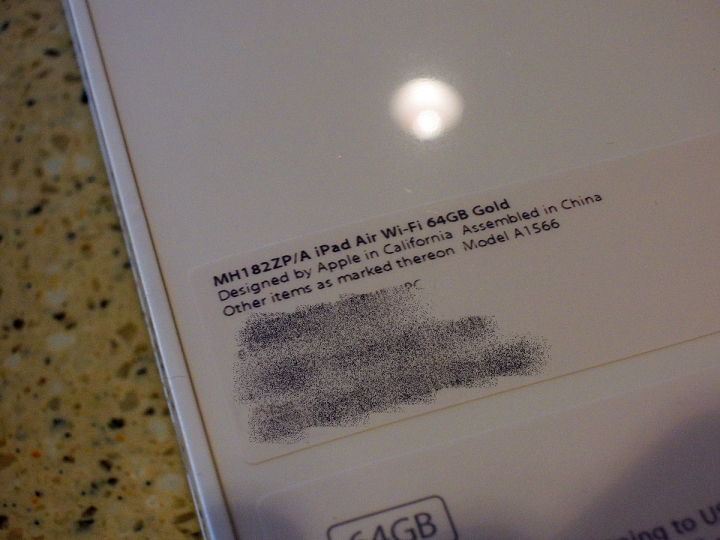 MH182ZP/A iPad Air Wi-Fi 64GB Gold
Designed by Apple in California Assembled in China
Other items as marked thereon Model A1566
64GB
to